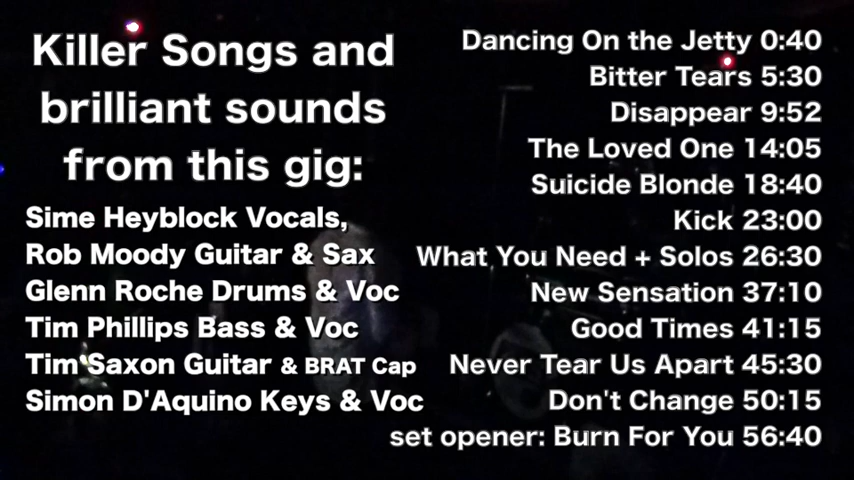 Killer Songs and
brilliant sounds
from this gig:
Sime Heyblock Vocals,
Rob Moody Guitar & Sax
Glenn Roche Drums & Voc
Tim Phillips Bass & Voc
Tim Saxon Guitar & BRAT Cap
Simon D'Aquino Keys & Voc
Dancing On the Jetty 0:40
Bitter Tears 5:30
Disappear 9:52
The Loved One 14:05
Suicide Blonde 18:40
Kick 23:00
What You Need + Solos 26:30
New Sensation 37:10
Good Times 41:15
Never Tear Us Apart 45:30
Don't Change 50:15
set opener: Burn For You 56:40